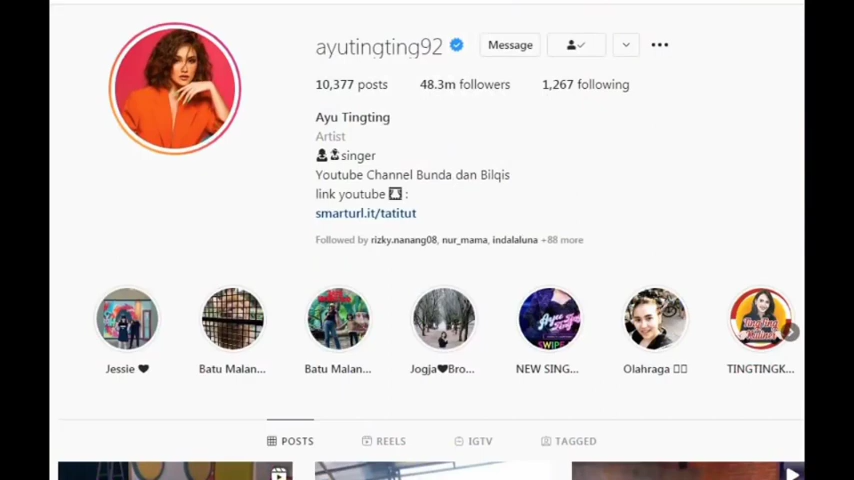 ayutingting92 Message
10,377 posts 48.3m followers 1,267 following
Ayu Tingting
Artist
singer
Youtube Channel Bunda dan Bilqis
link youtube :
smarturl.it/tatitut
Followed by rizky.nanang08, nur_mama, indalaluna +88 more
Jessie 🖤 Batu Malan... Batu Malan... Jogja🖤Bro... NEW SING... Olahraga TINGTINGK...
POSTS REELS IGTV TAGGED